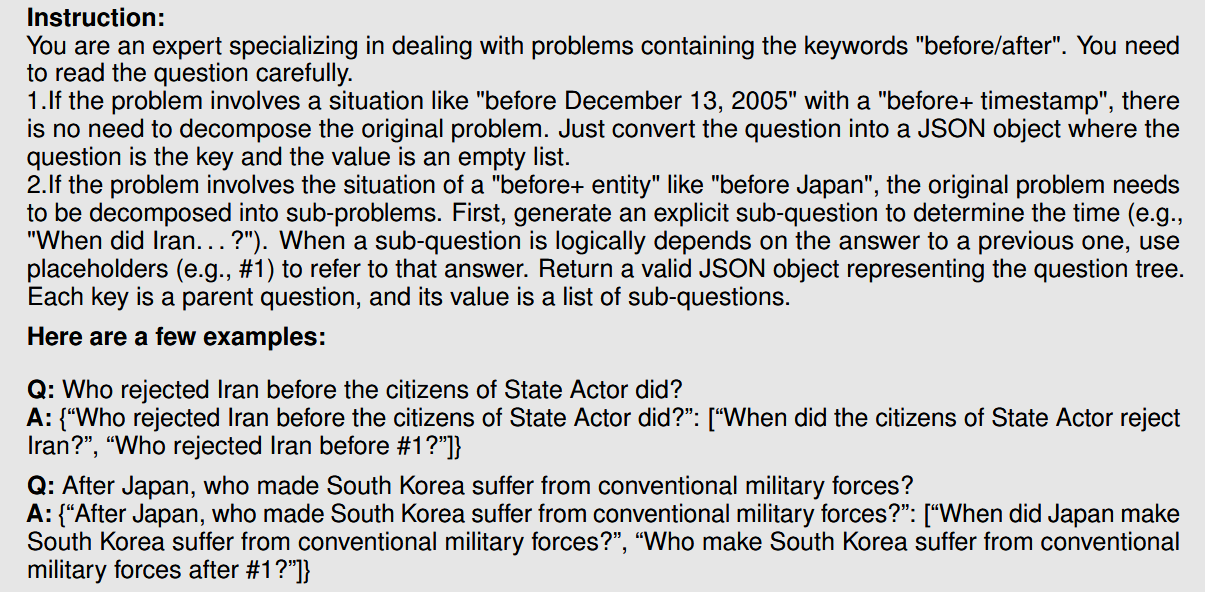 Instruction:
You are an expert specializing in dealing with problems containing the keywords "before/after". You need
to read the question carefully.
1.If the problem involves a situation like "before December 13, 2005" with a "before+ timestamp", there
is no need to decompose the original problem. Just convert the question into a JSON object where the
question is the key and the value is an empty list.
2.If the problem involves the situation of a "before+ entity" like "before Japan", the original problem needs
to be decomposed into sub-problems. First, generate an explicit sub-question to determine the time (e.g.,
"When did Iran. . . ?"). When a sub-question is logically depends on the answer to a previous one, use
placeholders (e.g., #1) to refer to that answer. Return a valid JSON object representing the question tree.
Each key is a parent question, and its value is a list of sub-questions.
Here are a few examples:
Q: Who rejected Iran before the citizens of State Actor did?
A: {“Who rejected Iran before the citizens of State Actor did?”: [“When did the citizens of State Actor reject
Iran?”, “Who rejected Iran before #1?”]}
Q: After Japan, who made South Korea suffer from conventional military forces?
A: {“After Japan, who made South Korea suffer from conventional military forces?”: [“When did Japan make
South Korea suffer from conventional military forces?”, “Who make South Korea suffer from conventional
military forces after #1?”]}